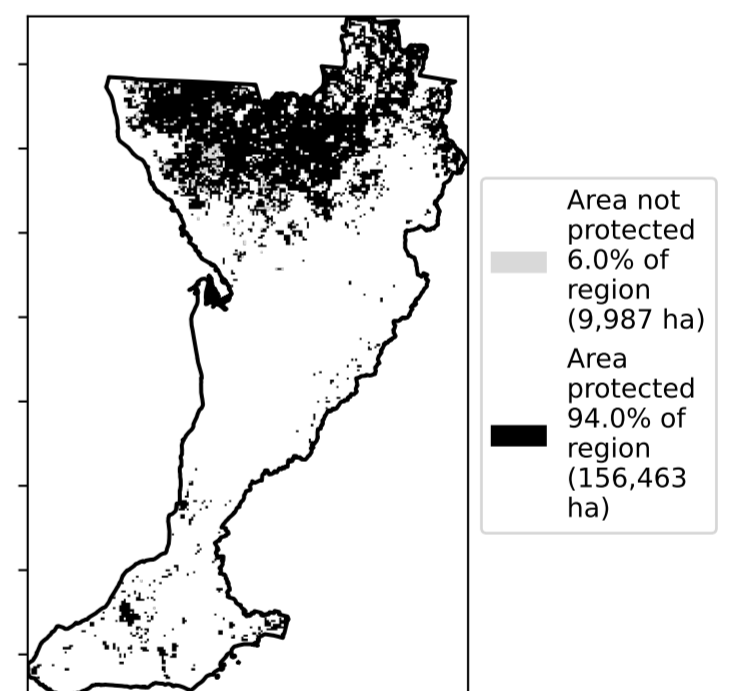 Area not
protected
6.0% of
region
(9,987 ha)
Area
protected
94.0% of
region
(156,463
ha)